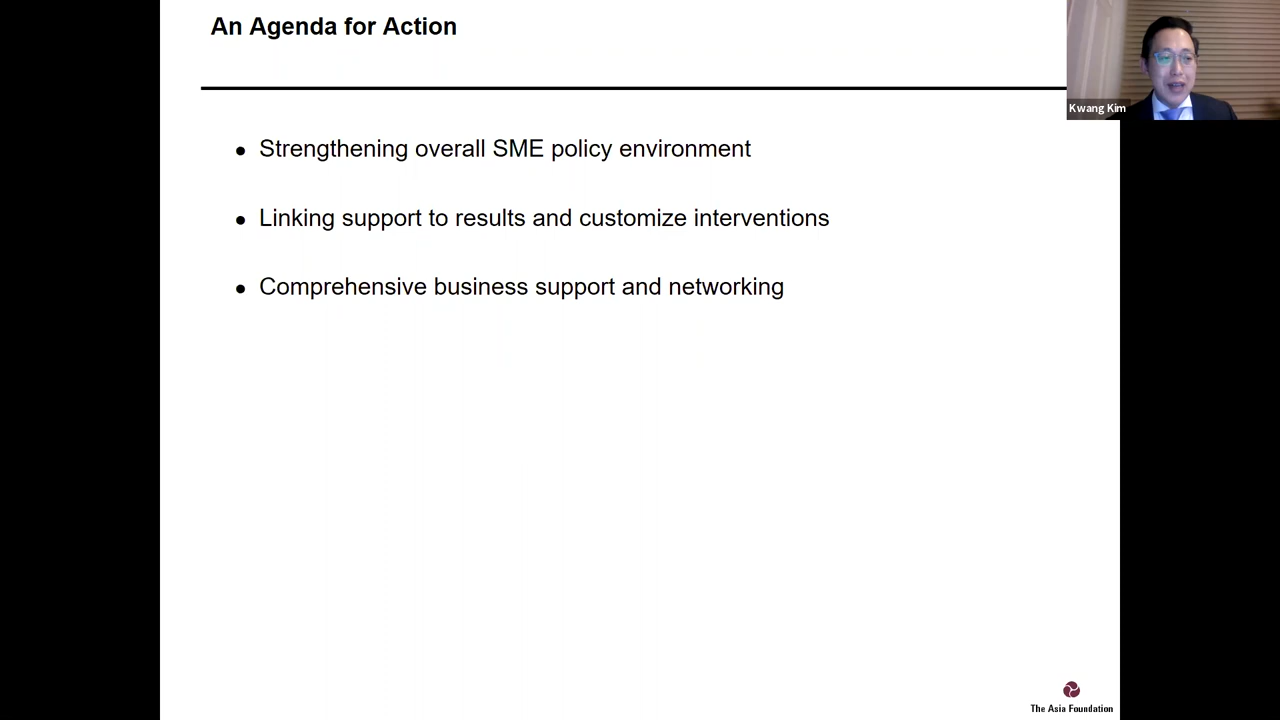 An Agenda for Action
Kwang Kim
● Strengthening overall SME policy environment
● Linking support to results and customize interventions
● Comprehensive business support and networking
The Asia Foundation